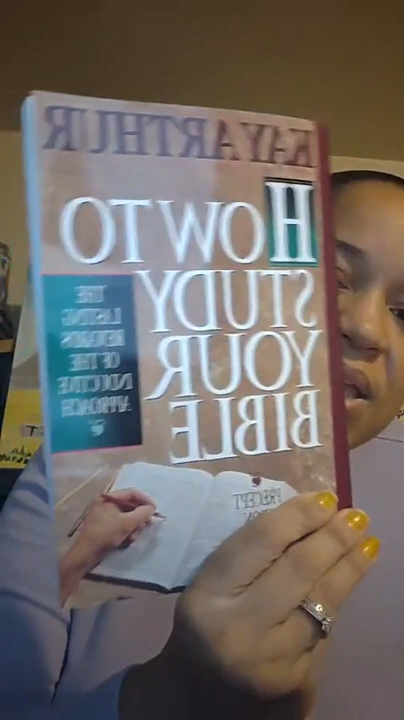 KAY ARTHUR
HOW TO
STUDY
YOUR
BIBLE
THE
LASTING
REWARDS
OF THE
INDUCTIVE
APPROACH
PRECEPT